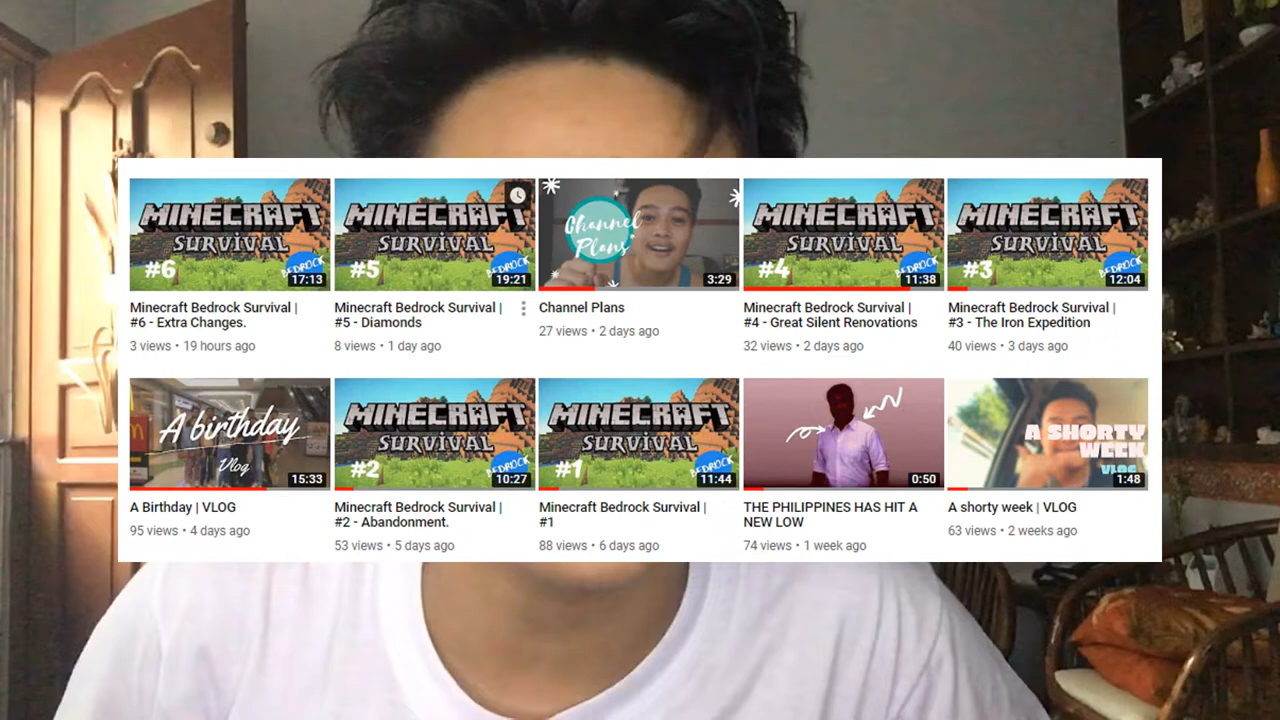 MINECRAFT
SURVIVAL
#6
BEDROCK
17:13
MINECRAFT
SURVIVAL
#5
BEDROCK
19:21
Channel
Plans
3:29
MINECRAFT
SURVIVAL
#4
BEDROCK
11:38
MINECRAFT
SURVIVAL
#3
BEDROCK
12:04
Minecraft Bedrock Survival |
#6 - Extra Changes.
3 views • 19 hours ago
Minecraft Bedrock Survival |
#5 - Diamonds
8 views • 1 day ago
Channel Plans
27 views • 2 days ago
Minecraft Bedrock Survival |
#4 - Great Silent Renovations
32 views • 2 days ago
Minecraft Bedrock Survival |
#3 - The Iron Expedition
40 views • 3 days ago
A birthday
Vlog
15:33
MINECRAFT
SURVIVAL
#2
BEDROCK
10:27
MINECRAFT
SURVIVAL
#1
BEDROCK
11:44
0:50
A SHORTY
WEEK
VLOG
1:48
A Birthday | VLOG
95 views • 4 days ago
Minecraft Bedrock Survival |
#2 - Abandonment.
53 views • 5 days ago
Minecraft Bedrock Survival |
#1
88 views • 6 days ago
THE PHILIPPINES HAS HIT A
NEW LOW
74 views • 1 week ago
A shorty week | VLOG
63 views • 2 weeks ago